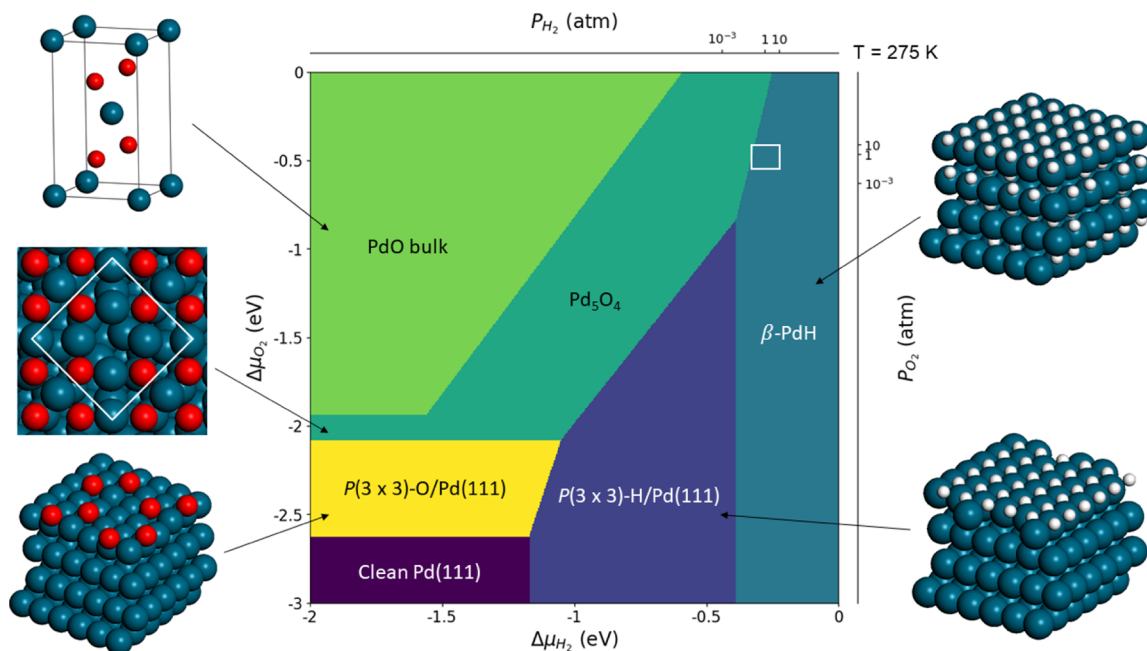 P_{H_2} (atm)
10⁻³ 1 10
T = 275 K
0
-0.5
-1
-1.5
-2
-2.5
-3
Δμ_{O_2} (eV)
10
1
10⁻³
P_{O_2} (atm)
PdO bulk
Pd₅O₄
β-PdH
P(3 x 3)-O/Pd(111)
P(3 x 3)-H/Pd(111)
Clean Pd(111)
-2 -1.5 -1 -0.5 0
Δμ_{H_2} (eV)